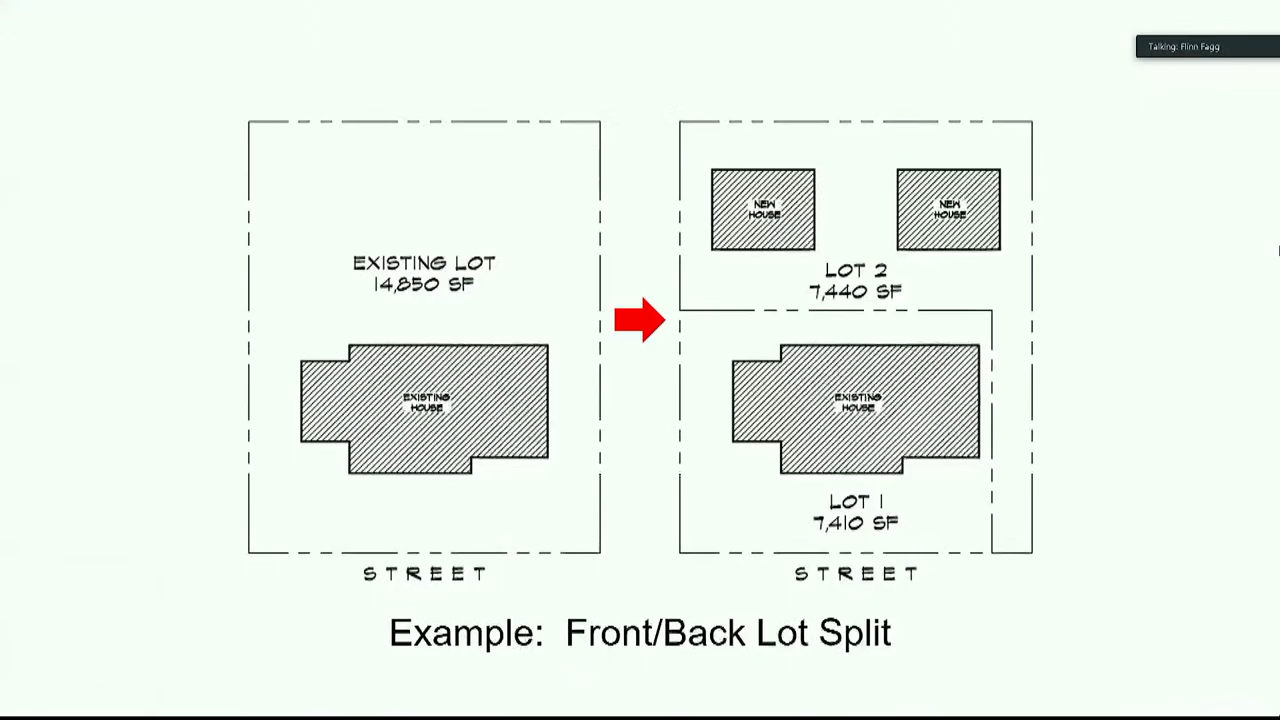 Talking: Flinn Fagg
EXISTING LOT
14,850 SF
EXISTING
HOUSE
STREET
NEW
HOUSE
NEW
HOUSE
LOT 2
7,440 SF
EXISTING
HOUSE
LOT 1
7,410 SF
STREET
Example: Front/Back Lot Split